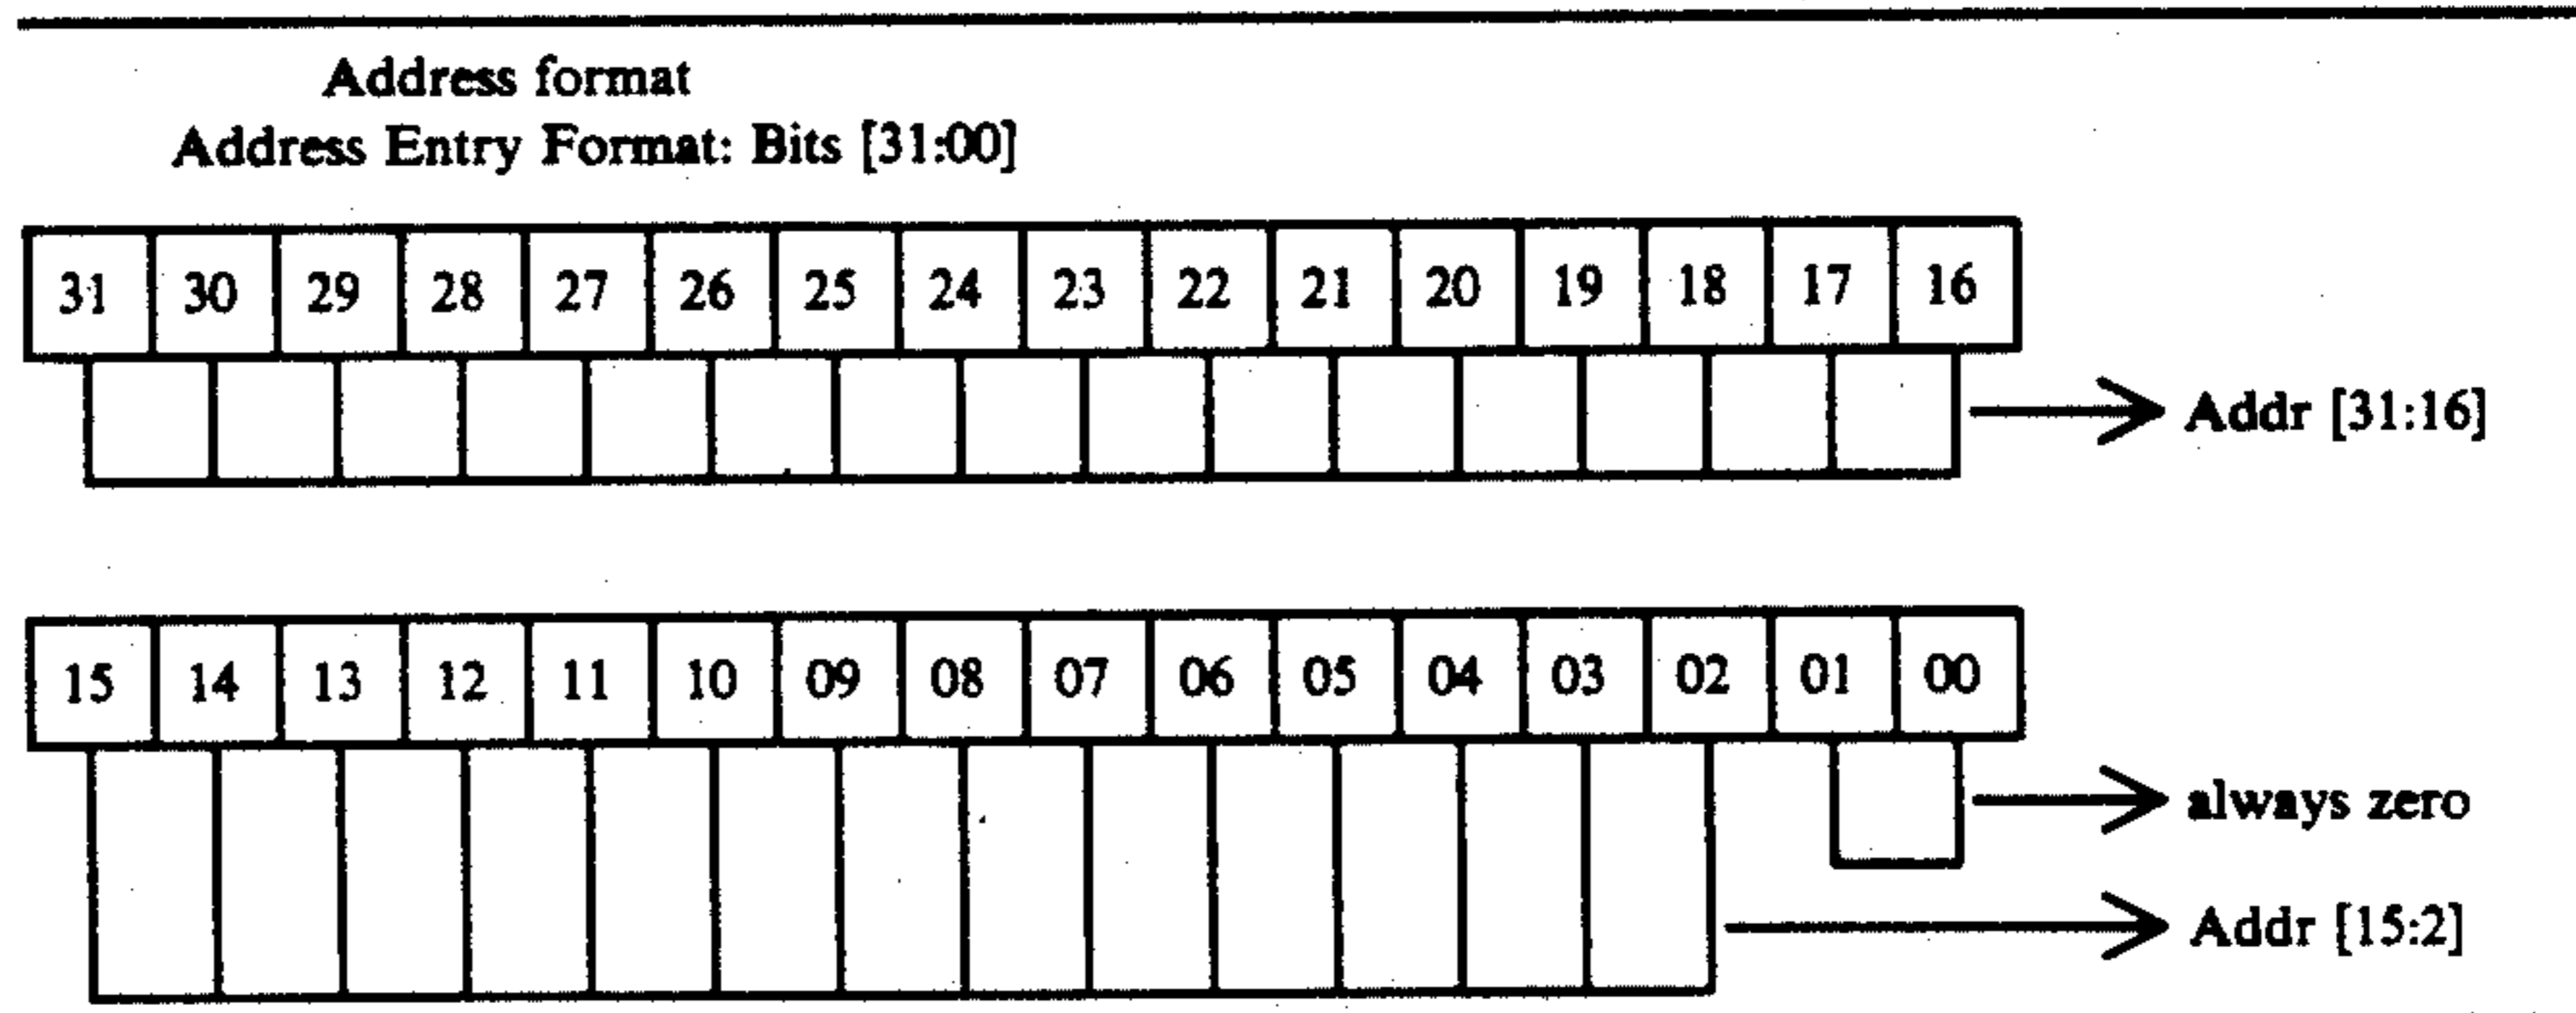 Address format
Address Entry Format: Bits [31:00]
31 30 29 28 27 26 25 24 23 22 21 20 19 18 17 16
Addr [31:16]
15 14 13 12 11 10 09 08 07 06 05 04 03 02 01 00
always zero
Addr [15:2]